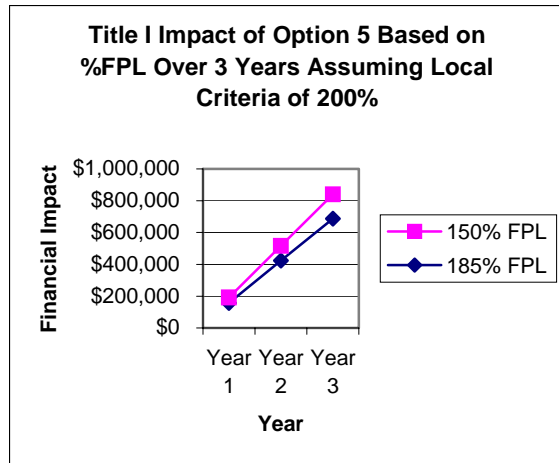 Title I Impact of Option 5 Based on
%FPL Over 3 Years Assuming Local
Criteria of 200%
Financial Impact
$1,000,000
$800,000
$600,000
$400,000
$200,000
$0
Year 1
Year 2
Year 3
Year
150% FPL
185% FPL